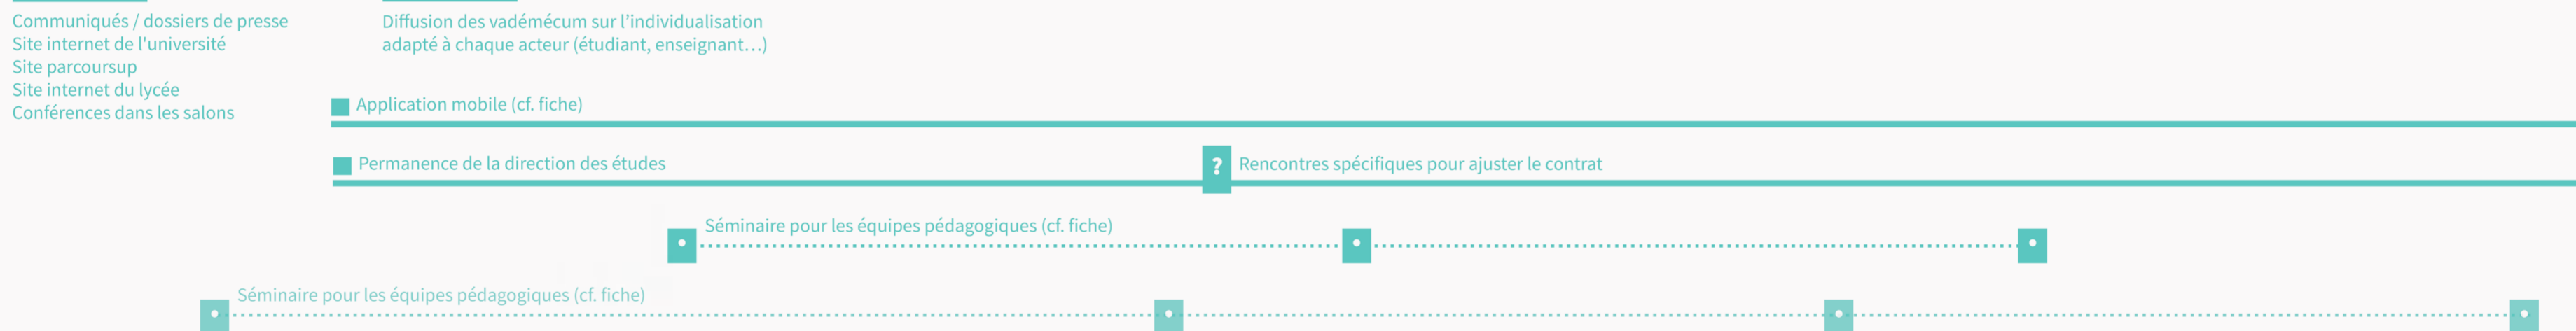 Communiqués / dossiers de presse
Site internet de l'université
Site parcoursup
Site internet du lycée
Conférences dans les salons
Diffusion des vadémécum sur l’individualisation
adapté à chaque acteur (étudiant, enseignant…)
Application mobile (cf. fiche)
Permanence de la direction des études
? Rencontres spécifiques pour ajuster le contrat
Séminaire pour les équipes pédagogiques (cf. fiche)
Séminaire pour les équipes pédagogiques (cf. fiche)